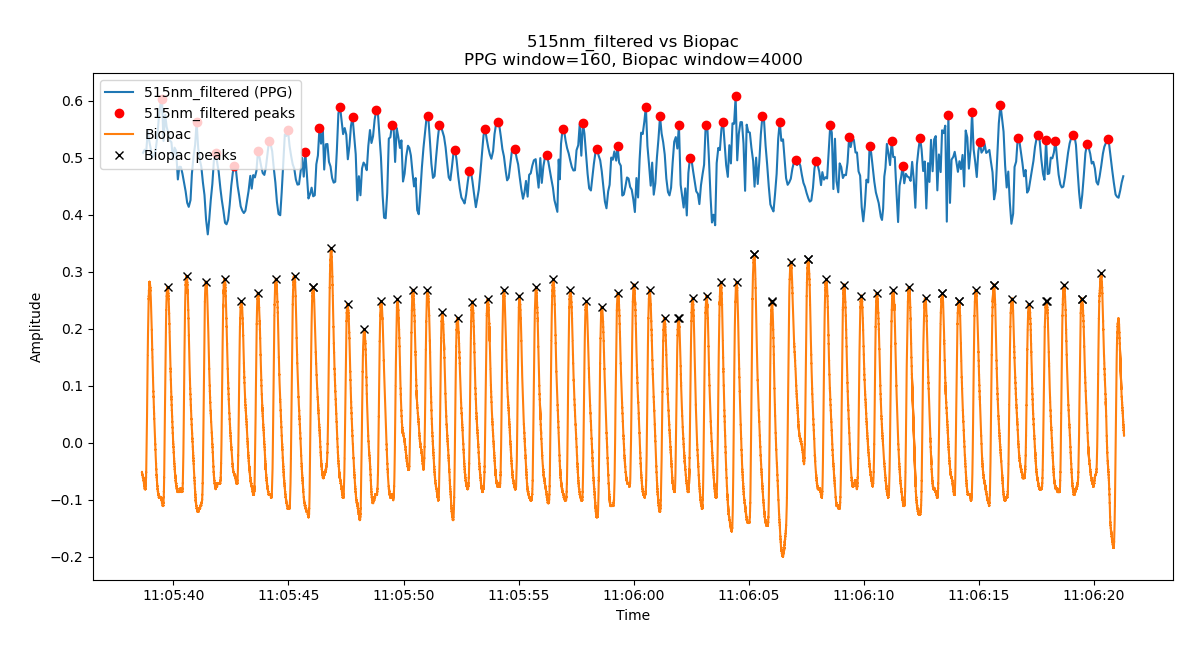 515nm_filtered vs Biopac
PPG window=160, Biopac window=4000
515nm_filtered (PPG)
515nm_filtered peaks
Biopac
Biopac peaks
Amplitude
0.6
0.5
0.4
0.3
0.2
0.1
0.0
−0.1
−0.2
11:05:40
11:05:45
11:05:50
11:05:55
11:06:00
11:06:05
11:06:10
11:06:15
11:06:20
Time